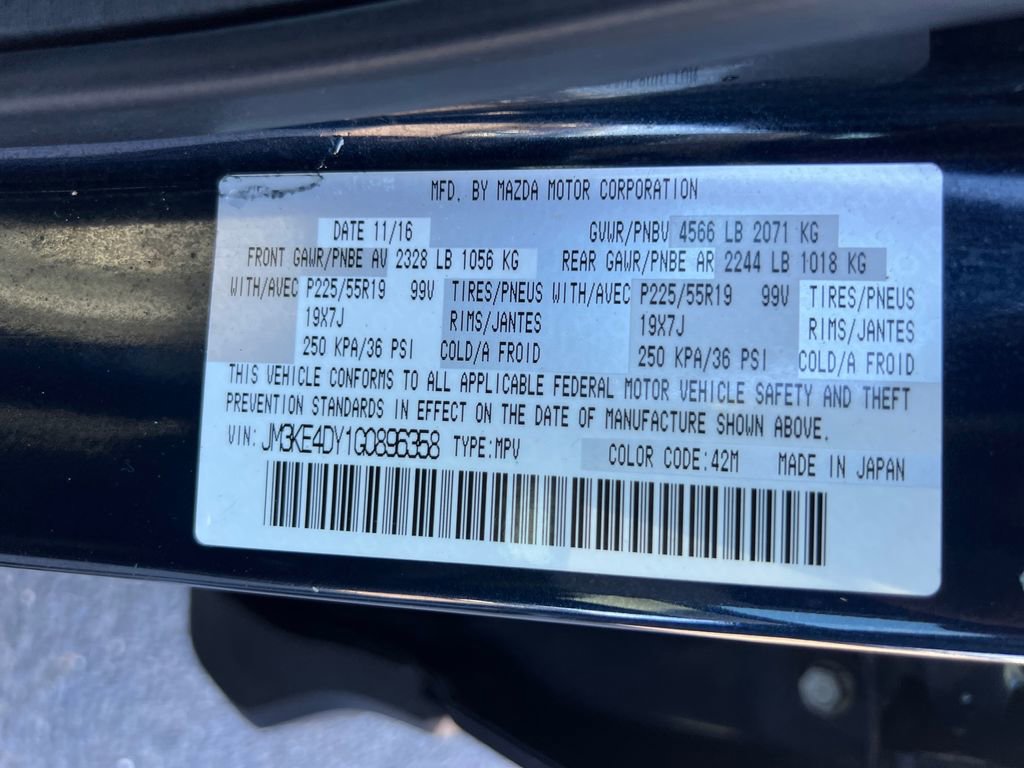 MFD. BY MAZDA MOTOR CORPORATION
DATE 11/16 GVWR/PNBV 4566 LB 2071 KG
FRONT GAWR/PNBE AV 2328 LB 1056 KG REAR GAWR/PNBE AR 2244 LB 1018 KG
WITH/AVEC P225/55R19 99V TIRES/PNEUS WITH/AVEC P225/55R19 99V TIRES/PNEUS
19X7J RIMS/JANTES 19X7J RIMS/JANTES
250 KPA/36 PSI COLD/A FROID 250 KPA/36 PSI COLD/A FROID
THIS VEHICLE CONFORMS TO ALL APPLICABLE FEDERAL MOTOR VEHICLE SAFETY AND THEFT
PREVENTION STANDARDS IN EFFECT ON THE DATE OF MANUFACTURE SHOWN ABOVE.
VIN: JM3KE4DY1G0896358 TYPE:MPV COLOR CODE:42M MADE IN JAPAN